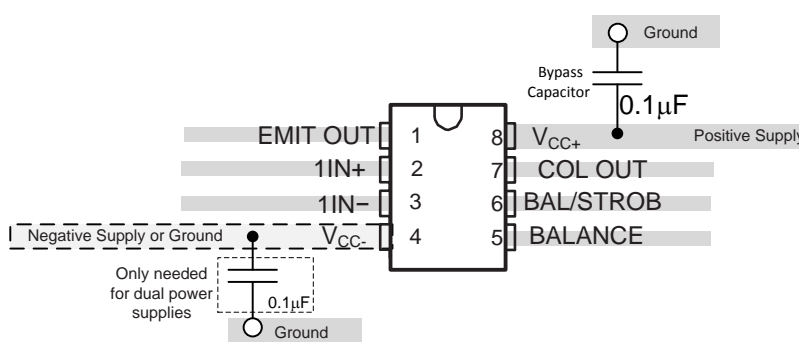 Ground
Bypass
Capacitor
0.1μF
EMIT OUT 1 8 VCC+ Positive Supply
1IN+ 2 7 COL OUT
1IN− 3 6 BAL/STROB
Negative Supply or Ground VCC- 4 5 BALANCE
Only needed
for dual power
supplies
0.1μF
Ground